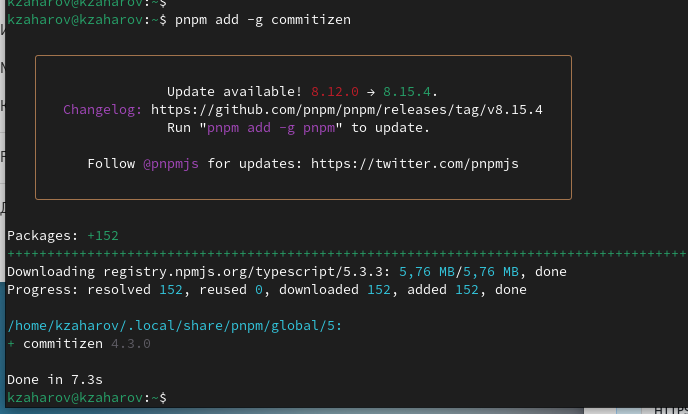 kzaharov@kzaharov:~$
kzaharov@kzaharov:~$ pnpm add -g commitizen
Update available! 8.12.0 → 8.15.4.
Changelog: https://github.com/pnpm/pnpm/releases/tag/v8.15.4
Run "pnpm add -g pnpm" to update.
Follow @pnpmjs for updates: https://twitter.com/pnpmjs
Packages: +152
++++++++++++++++++++++++++++++++++++++++++++++++++++++++++++++++++++++++++++++++++++
Downloading registry.npmjs.org/typescript/5.3.3: 5,76 MB/5,76 MB, done
Progress: resolved 152, reused 0, downloaded 152, added 152, done
/home/kzaharov/.local/share/pnpm/global/5:
+ commitizen 4.3.0
Done in 7.3s
kzaharov@kzaharov:~$